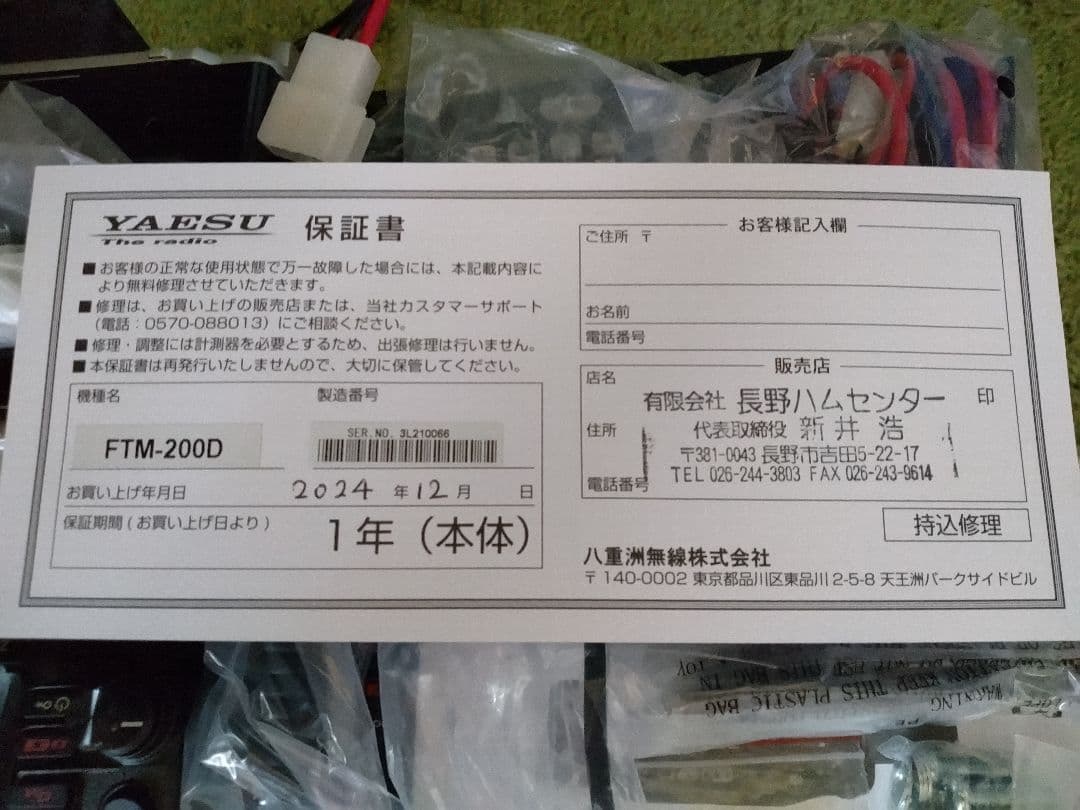 YAESU
The radio
保証書
■お客様の正常な使用状態で万一故障した場合には、本記載内容に
より無料修理させていただきます。
■修理は、お買い上げの販売店または、当社カスタマーサポート
(電話：0570-088013)にご相談ください。
■修理・調整には計測器を必要とするため、出張修理は行いません。
■本保証書は再発行いたしませんので、大切に保管してください。
機種名
製造番号
FTM-200D
SER.NO. 3L210066
お買い上げ年月日
2024 年 12 月 日
保証期間(お買い上げ日より)
1年(本体)
お客様記入欄
ご住所 〒
お名前
電話番号
販売店
店名
有限会社 長野ハムセンター 印
住所
代表取締役 新井 浩
〒381-0043 長野市吉田5-22-17
電話番号
TEL 026-244-3803 FAX 026-243-9614
持込修理
八重洲無線株式会社
〒140-0002 東京都品川区東品川2-5-8 天王洲パークサイドビル
THIS PLASTIC BAG